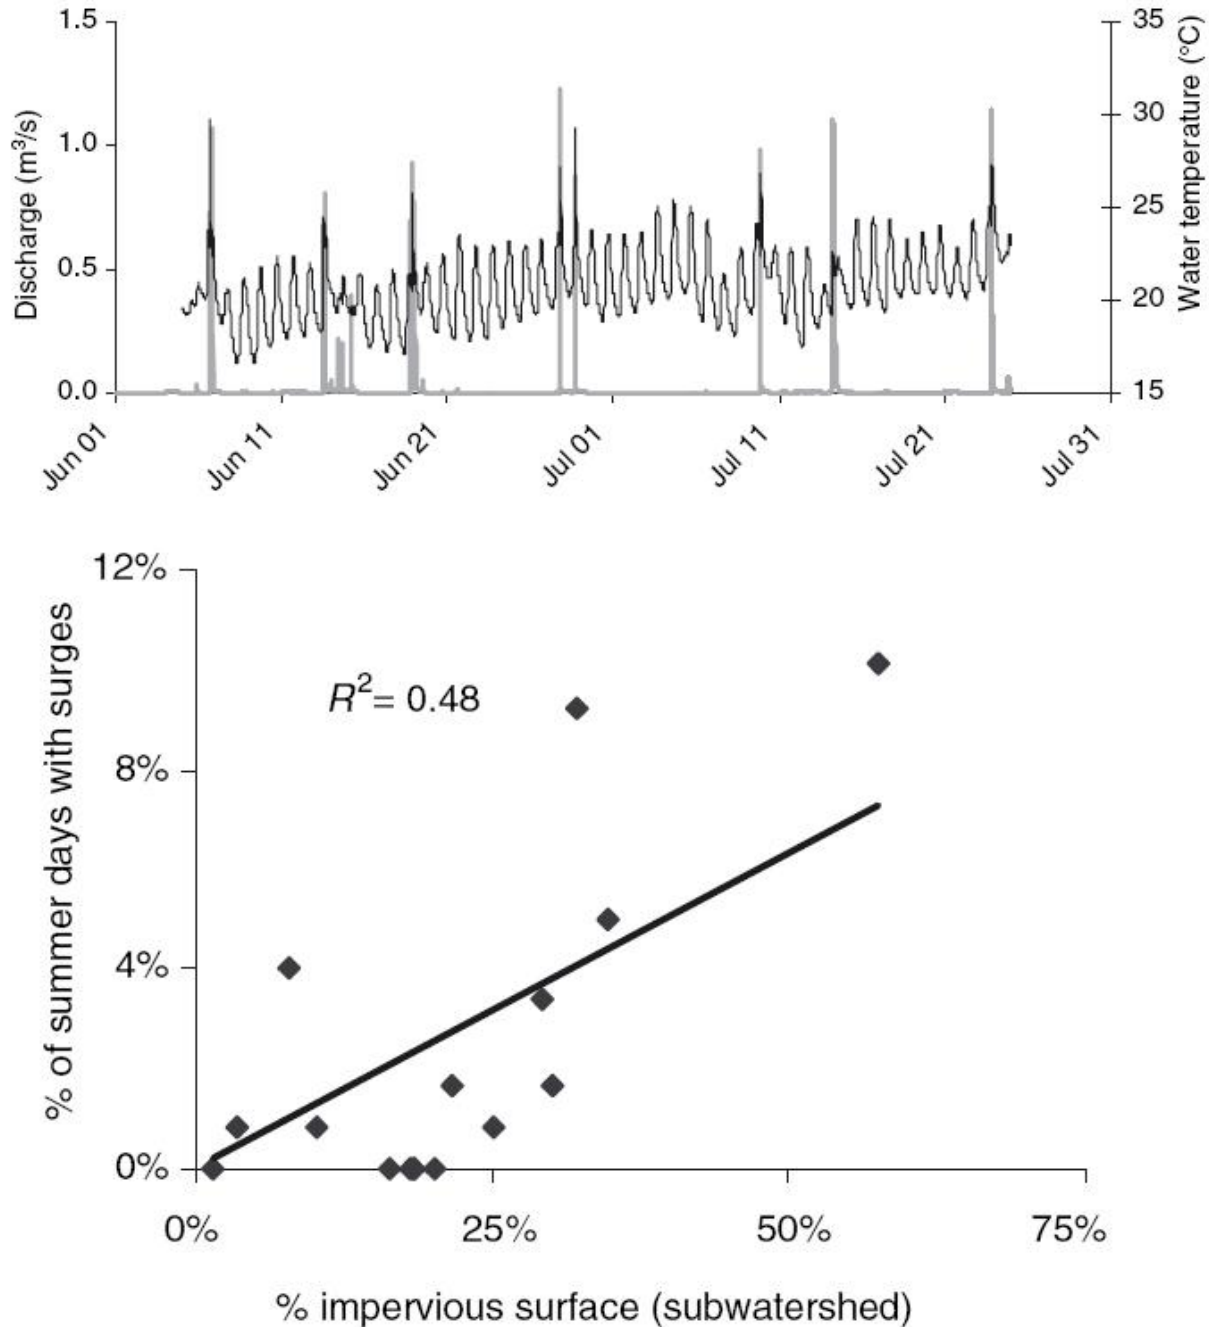 1.5
1.0
0.5
0.0
Discharge (m³/s)
35
30
25
20
15
Water temperature (°C)
Jun 01
Jun 11
Jun 21
Jul 01
Jul 11
Jul 21
Jul 31
12%
8%
4%
0%
% of summer days with surges
R²= 0.48
0%
25%
50%
75%
% impervious surface (subwatershed)